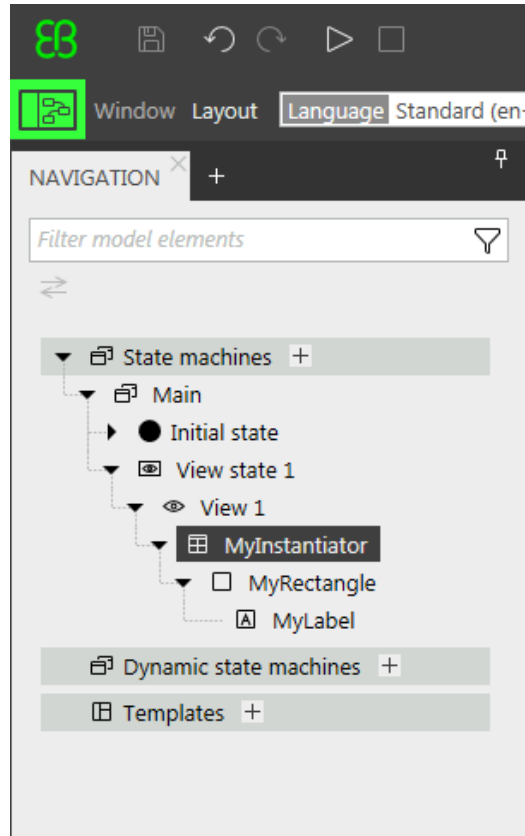 EB
Window Layout Language Standard (en-
NAVIGATION
Filter model elements
State machines
Main
Initial state
View state 1
View 1
MyInstantiator
MyRectangle
A MyLabel
Dynamic state machines
Templates